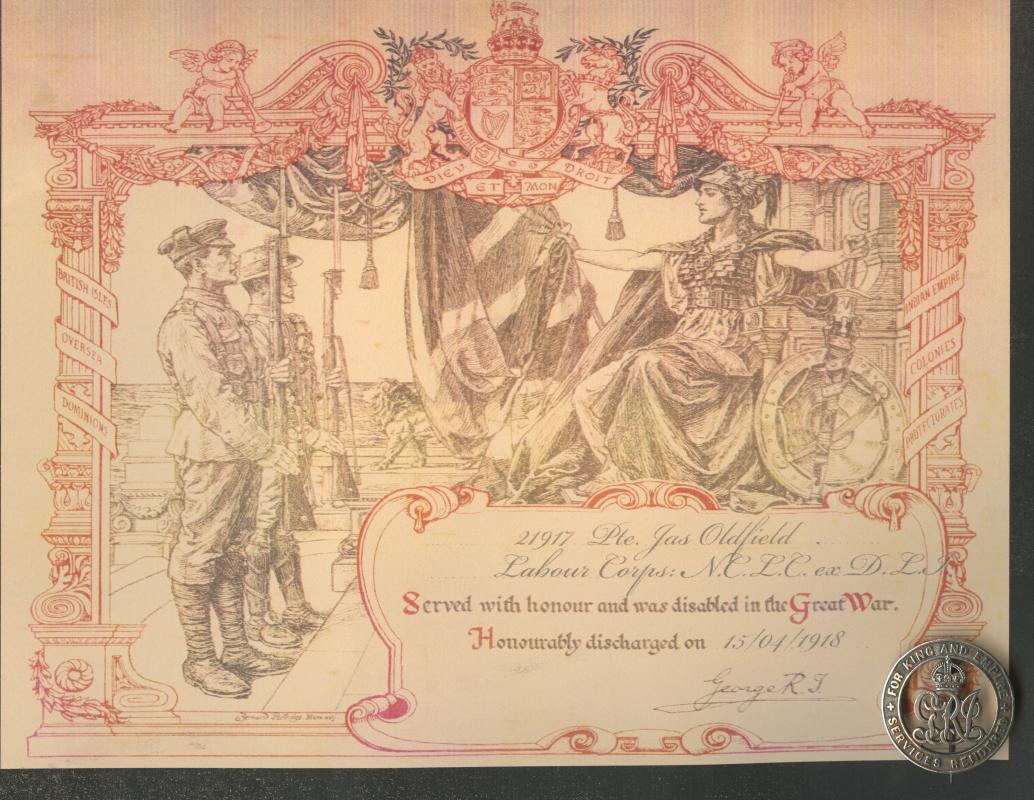 DIEU ET MON DROIT
BRITISH ISLES
OVERSEA
DOMINIONS
INDIAN EMPIRE
COLONIES
PROTECTORATES
21917 Pte. Jas Oldfield
Labour Corps: N.C.L.C. ex D.L.I.
Served with honour and was disabled in the Great War.
Honourably discharged on 15/04/1918
George R.I.
FOR KING AND EMPIRE
SERVICES RENDERED